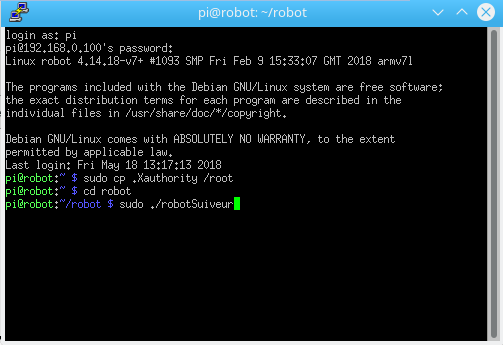 pi@robot: ~/robot
login as: pi
pi@192.168.0.100's password:
Linux robot 4.14.18-v7+ #1093 SMP Fri Feb 9 15:33:07 GMT 2018 armv7l
The programs included with the Debian GNU/Linux system are free software;
the exact distribution terms for each program are described in the
individual files in /usr/share/doc/*/copyright.
Debian GNU/Linux comes with ABSOLUTELY NO WARRANTY, to the extent
permitted by applicable law.
Last login: Fri May 18 13:17:13 2018
pi@robot:~ $ sudo cp .Xauthority /root
pi@robot:~ $ cd robot
pi@robot:~/robot $ sudo ./robotSuiveur